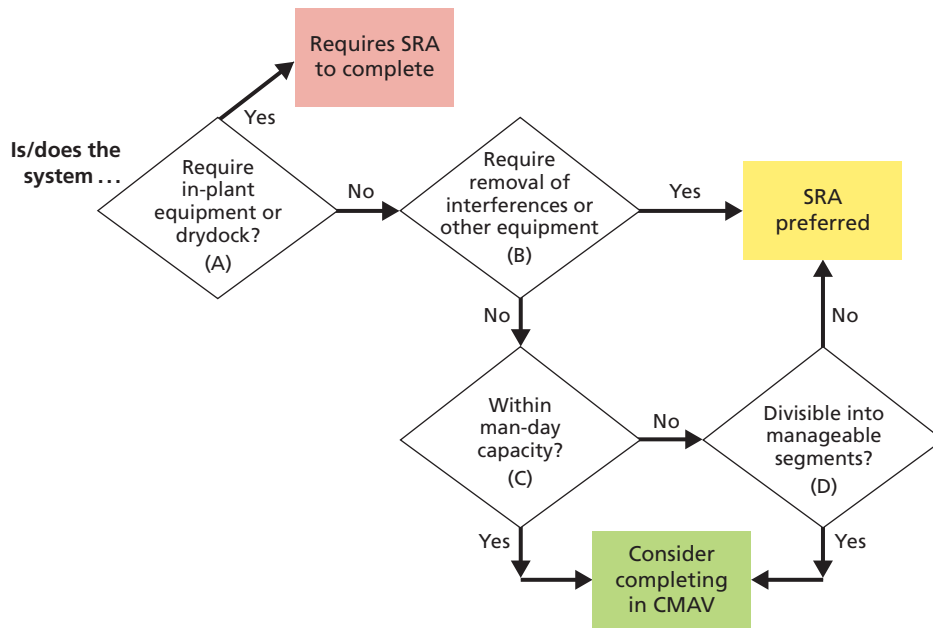 Requires SRA
to complete
Yes
Is/does the
system ...
Require
in-plant
equipment or
drydock?
(A)
No
Require
removal of
interferences or
other equipment
(B)
Yes
SRA
preferred
No
No
Within
man-day
capacity?
(C)
No
Divisible into
manageable
segments?
(D)
Yes
Yes
Consider
completing
in CMAV